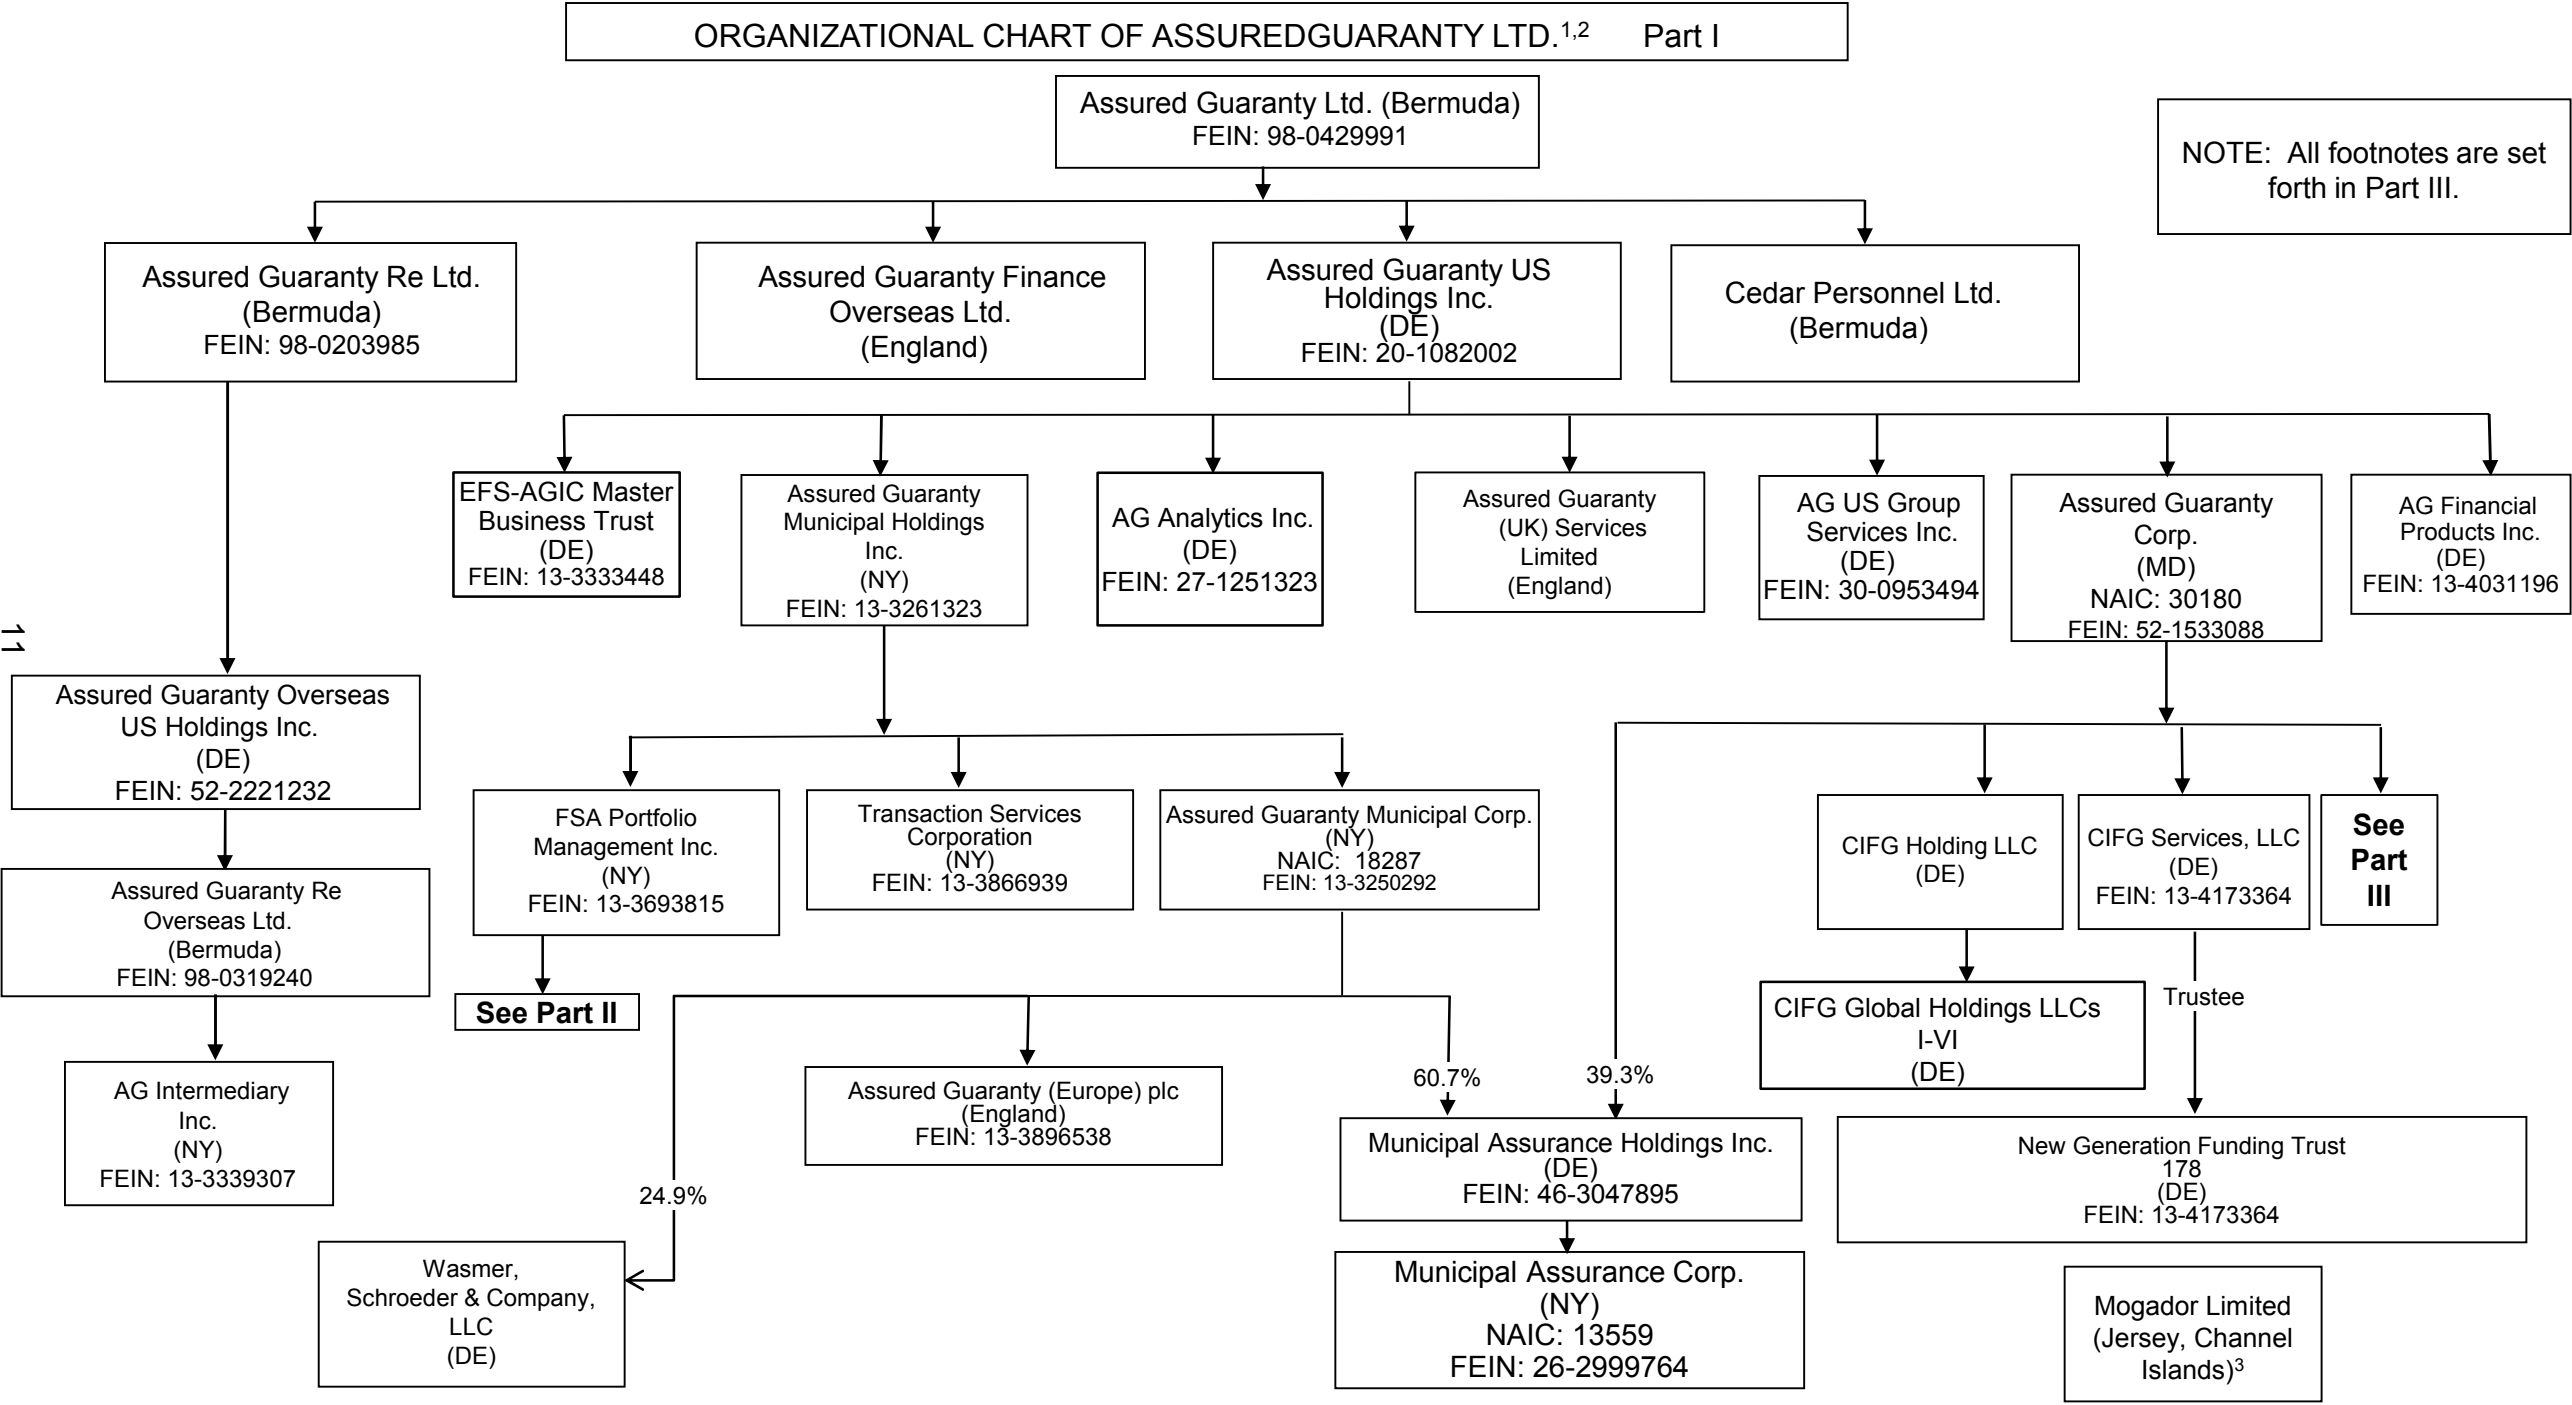 ORGANIZATIONAL CHART OF ASSUREDGUARANTY LTD.1,2 Part I
Assured Guaranty Ltd. (Bermuda)
FEIN: 98-0429991
NOTE: All footnotes are set
forth in Part III.
Assured Guaranty Re Ltd.
(Bermuda)
FEIN: 98-0203985
Assured Guaranty Finance
Overseas Ltd.
(England)
Assured Guaranty US
Holdings Inc.
(DE)
FEIN: 20-1082002
Cedar Personnel Ltd.
(Bermuda)
EFS-AGIC Master
Business Trust
(DE)
FEIN: 13-3333448
Assured Guaranty
Municipal Holdings
Inc.
(NY)
FEIN: 13-3261323
AG Analytics Inc.
(DE)
FEIN: 27-1251323
Assured Guaranty
(UK) Services
Limited
(England)
AG US Group
Services Inc.
(DE)
FEIN: 30-0953494
Assured Guaranty
Corp.
(MD)
NAIC: 30180
FEIN: 52-1533088
AG Financial
Products Inc.
(DE)
FEIN: 13-4031196
11
Assured Guaranty Overseas
US Holdings Inc.
(DE)
FEIN: 52-2221232
FSA Portfolio
Management Inc.
(NY)
FEIN: 13-3693815
Transaction Services
Corporation
(NY)
FEIN: 13-3866939
Assured Guaranty Municipal Corp.
(NY)
NAIC: 18287
FEIN: 13-3250292
CIFG Holding LLC
(DE)
CIFG Services, LLC
(DE)
FEIN: 13-4173364
See
Part
III
Assured Guaranty Re
Overseas Ltd.
(Bermuda)
FEIN: 98-0319240
See Part II
CIFG Global Holdings LLCs
I-VI
(DE)
Trustee
AG Intermediary
Inc.
(NY)
FEIN: 13-3339307
Assured Guaranty (Europe) plc
(England)
FEIN: 13-3896538
60.7%
39.3%
24.9%
Municipal Assurance Holdings Inc.
(DE)
FEIN: 46-3047895
New Generation Funding Trust
178
(DE)
FEIN: 13-4173364
Wasmer,
Schroeder & Company,
LLC
(DE)
Municipal Assurance Corp.
(NY)
NAIC: 13559
FEIN: 26-2999764
Mogador Limited
(Jersey, Channel
Islands)3